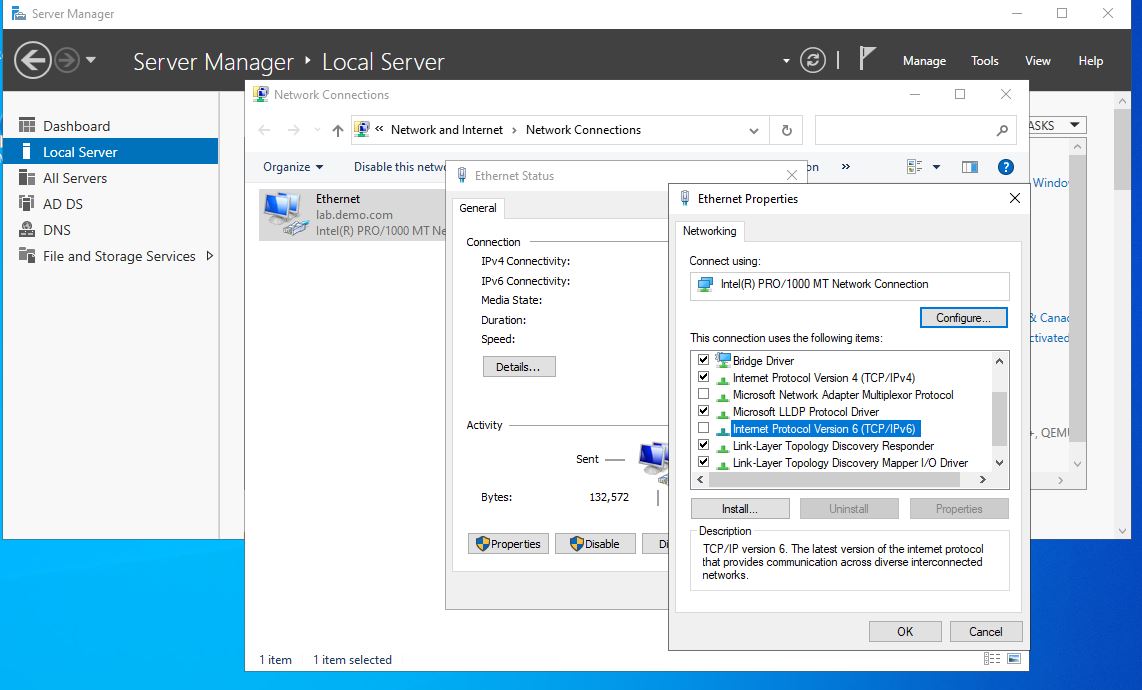 Server Manager
Server Manager ‣ Local Server
Manage Tools View Help
Dashboard
Local Server
All Servers
AD DS
DNS
File and Storage Services
ASKS
& Canad
, QEMU
Network Connections
« Network and Internet › Network Connections
Organize Disable this netw on »
Ethernet
lab.demo.com
Intel(R) PRO/1000 MT Ne
1 item 1 item selected
Ethernet Status
General
Connection
IPv4 Connectivity:
IPv6 Connectivity:
Media State:
Duration:
Speed:
Details...
Activity
Sent
Bytes: 132,572
Properties Disable Di
Ethernet Properties
Networking
Connect using:
Intel(R) PRO/1000 MT Network Connection
Configure...
This connection uses the following items:
Bridge Driver
Internet Protocol Version 4 (TCP/IPv4)
Microsoft Network Adapter Multiplexor Protocol
Microsoft LLDP Protocol Driver
Internet Protocol Version 6 (TCP/IPv6)
Link-Layer Topology Discovery Responder
Link-Layer Topology Discovery Mapper I/O Driver
Install... Uninstall Properties
Description
TCP/IP version 6. The latest version of the internet protocol
that provides communication across diverse interconnected
networks.
OK Cancel